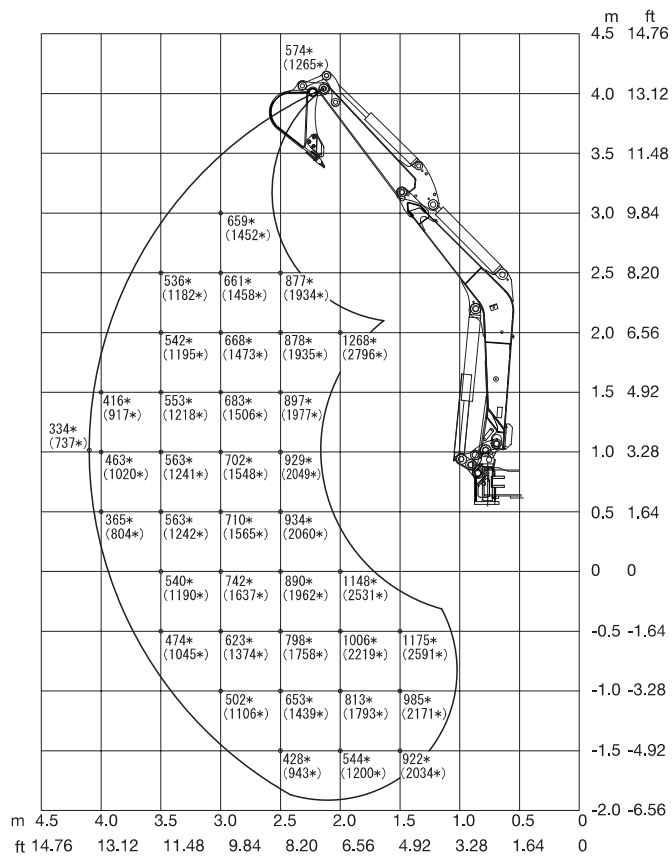 m ft
4.5 14.76
574*
(1265*)
4.0 13.12
3.5 11.48
3.0 9.84
659*
(1452*)
2.5 8.20
536* 661* 877*
(1182*) (1458*) (1934*)
2.0 6.56
542* 668* 878* 1268*
(1195*) (1473*) (1935*) (2796*)
1.5 4.92
416* 553* 683* 897*
(917*) (1218*) (1506*) (1977*)
334*
(737*)
1.0 3.28
463* 563* 702* 929*
(1020*) (1241*) (1548*) (2049*)
0.5 1.64
365* 563* 710* 934*
(804*) (1242*) (1565*) (2060*)
0 0
540* 742* 890* 1148*
(1190*) (1637*) (1962*) (2531*)
-0.5 -1.64
474* 623* 798* 1006* 1175*
(1045*) (1374*) (1758*) (2219*) (2591*)
-1.0 -3.28
502* 653* 813* 985*
(1106*) (1439*) (1793*) (2171*)
-1.5 -4.92
428* 544* 922*
(943*) (1200*) (2034*)
-2.0 -6.56
m 4.5 4.0 3.5 3.0 2.5 2.0 1.5 1.0 0.5 0
ft 14.76 13.12 11.48 9.84 8.20 6.56 4.92 3.28 1.64 0